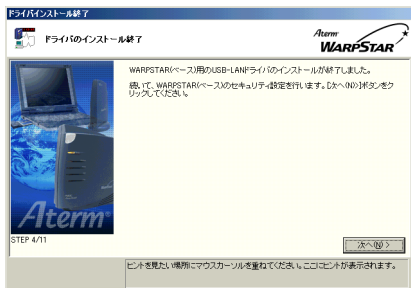 ドライバインストール終了
ドライバのインストール終了
Aterm
WARPSTAR
WARPSTAR(ベース)用のUSB-LANドライバのインストールが終了しました。
続いて、WARPSTAR(ベース)のセキュリティ設定を行います。[次へ(N)>]ボタンをク
リックしてください。
Aterm
STEP 4/11
次へ(N) >
ヒントを見たい場所にマウスカーソルを重ねてください。ここにヒントが表示されます。